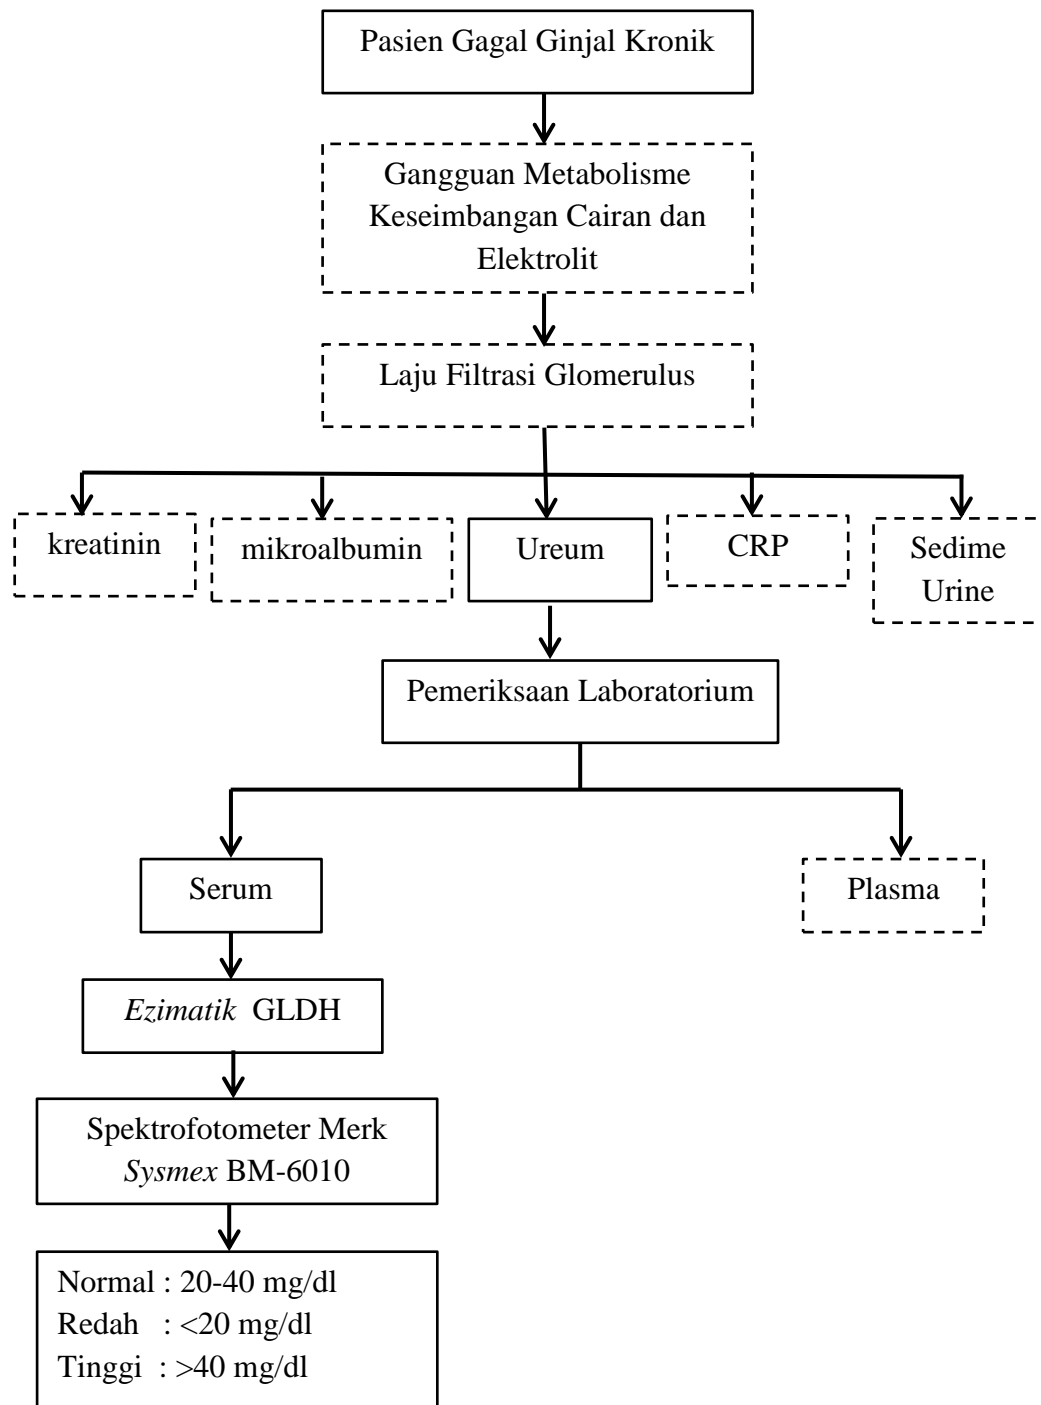 Pasien Gagal Ginjal Kronik
Gangguan Metabolisme
Keseimbangan Cairan dan
Elektrolit
Laju Filtrasi Glomerulus
kreatinin
mikroalbumin
Ureum
CRP
Sedime
Urine
Pemeriksaan Laboratorium
Serum
Plasma
Ezimatik GLDH
Spektrofotometer Merk
Sysmex BM-6010
Normal : 20-40 mg/dl
Redah : <20 mg/dl
Tinggi : >40 mg/dl